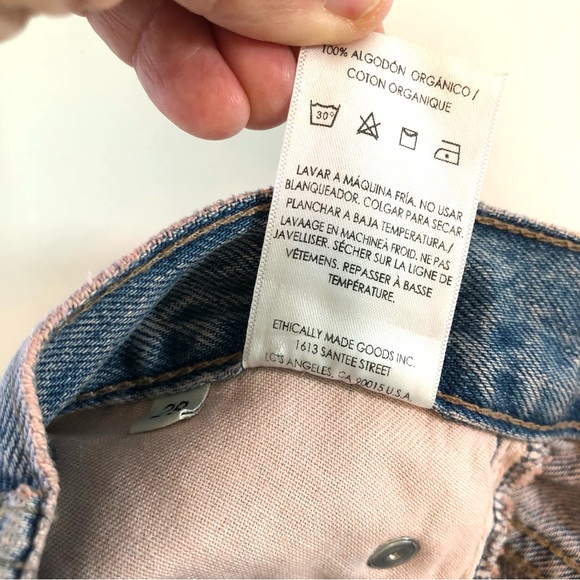 100% ALGODÓN ORGÁNICO /
COTON ORGANIQUE
30°
LAVAR A MÁQUINA FRÍA. NO USAR
BLANQUEADOR. COLGAR PARA SECAR.
PLANCHAR A BAJA TEMPERATURA./
LAVAAGE EN MACHINEÀ FROID. NE PAS
JAVELLISER. SÉCHER SUR LA LIGNE DE
VÊTEMENS. REPASSER À BASSE
TEMPÉRATURE.
ETHICALLY MADE GOODS INC.
1613 SANTEE STREET
LOS ANGELES, CA 90015 U.S.A.